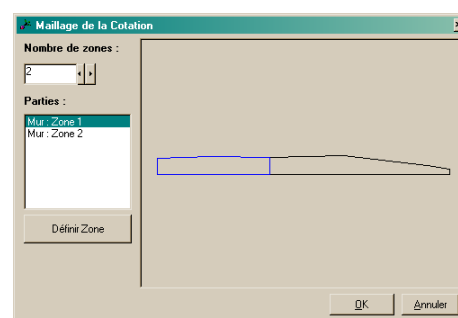 Maillage de la Cotation
Nombre de zones :
2
Parties :
Mur : Zone 1
Mur : Zone 2
Définir Zone
OK
Annuler